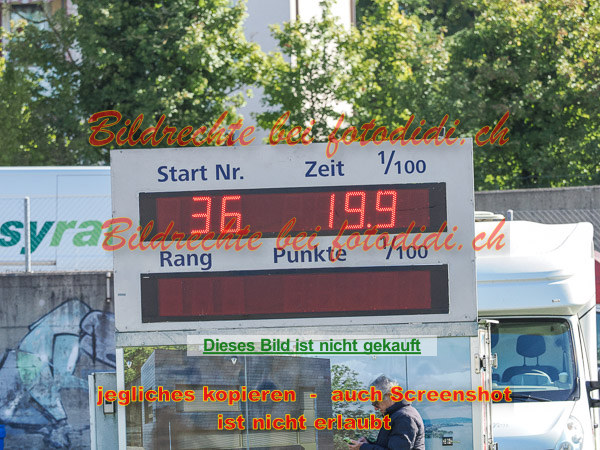 Bildrechte bei fotodidi.ch
Start Nr. Zeit 1/100
36 19.9
syra
Bildrechte bei fotodidi.ch
Rang Punkte 1/100
Dieses Bild ist nicht gekauft
jegliches kopieren - auch Screenshot
ist nicht erlaubt